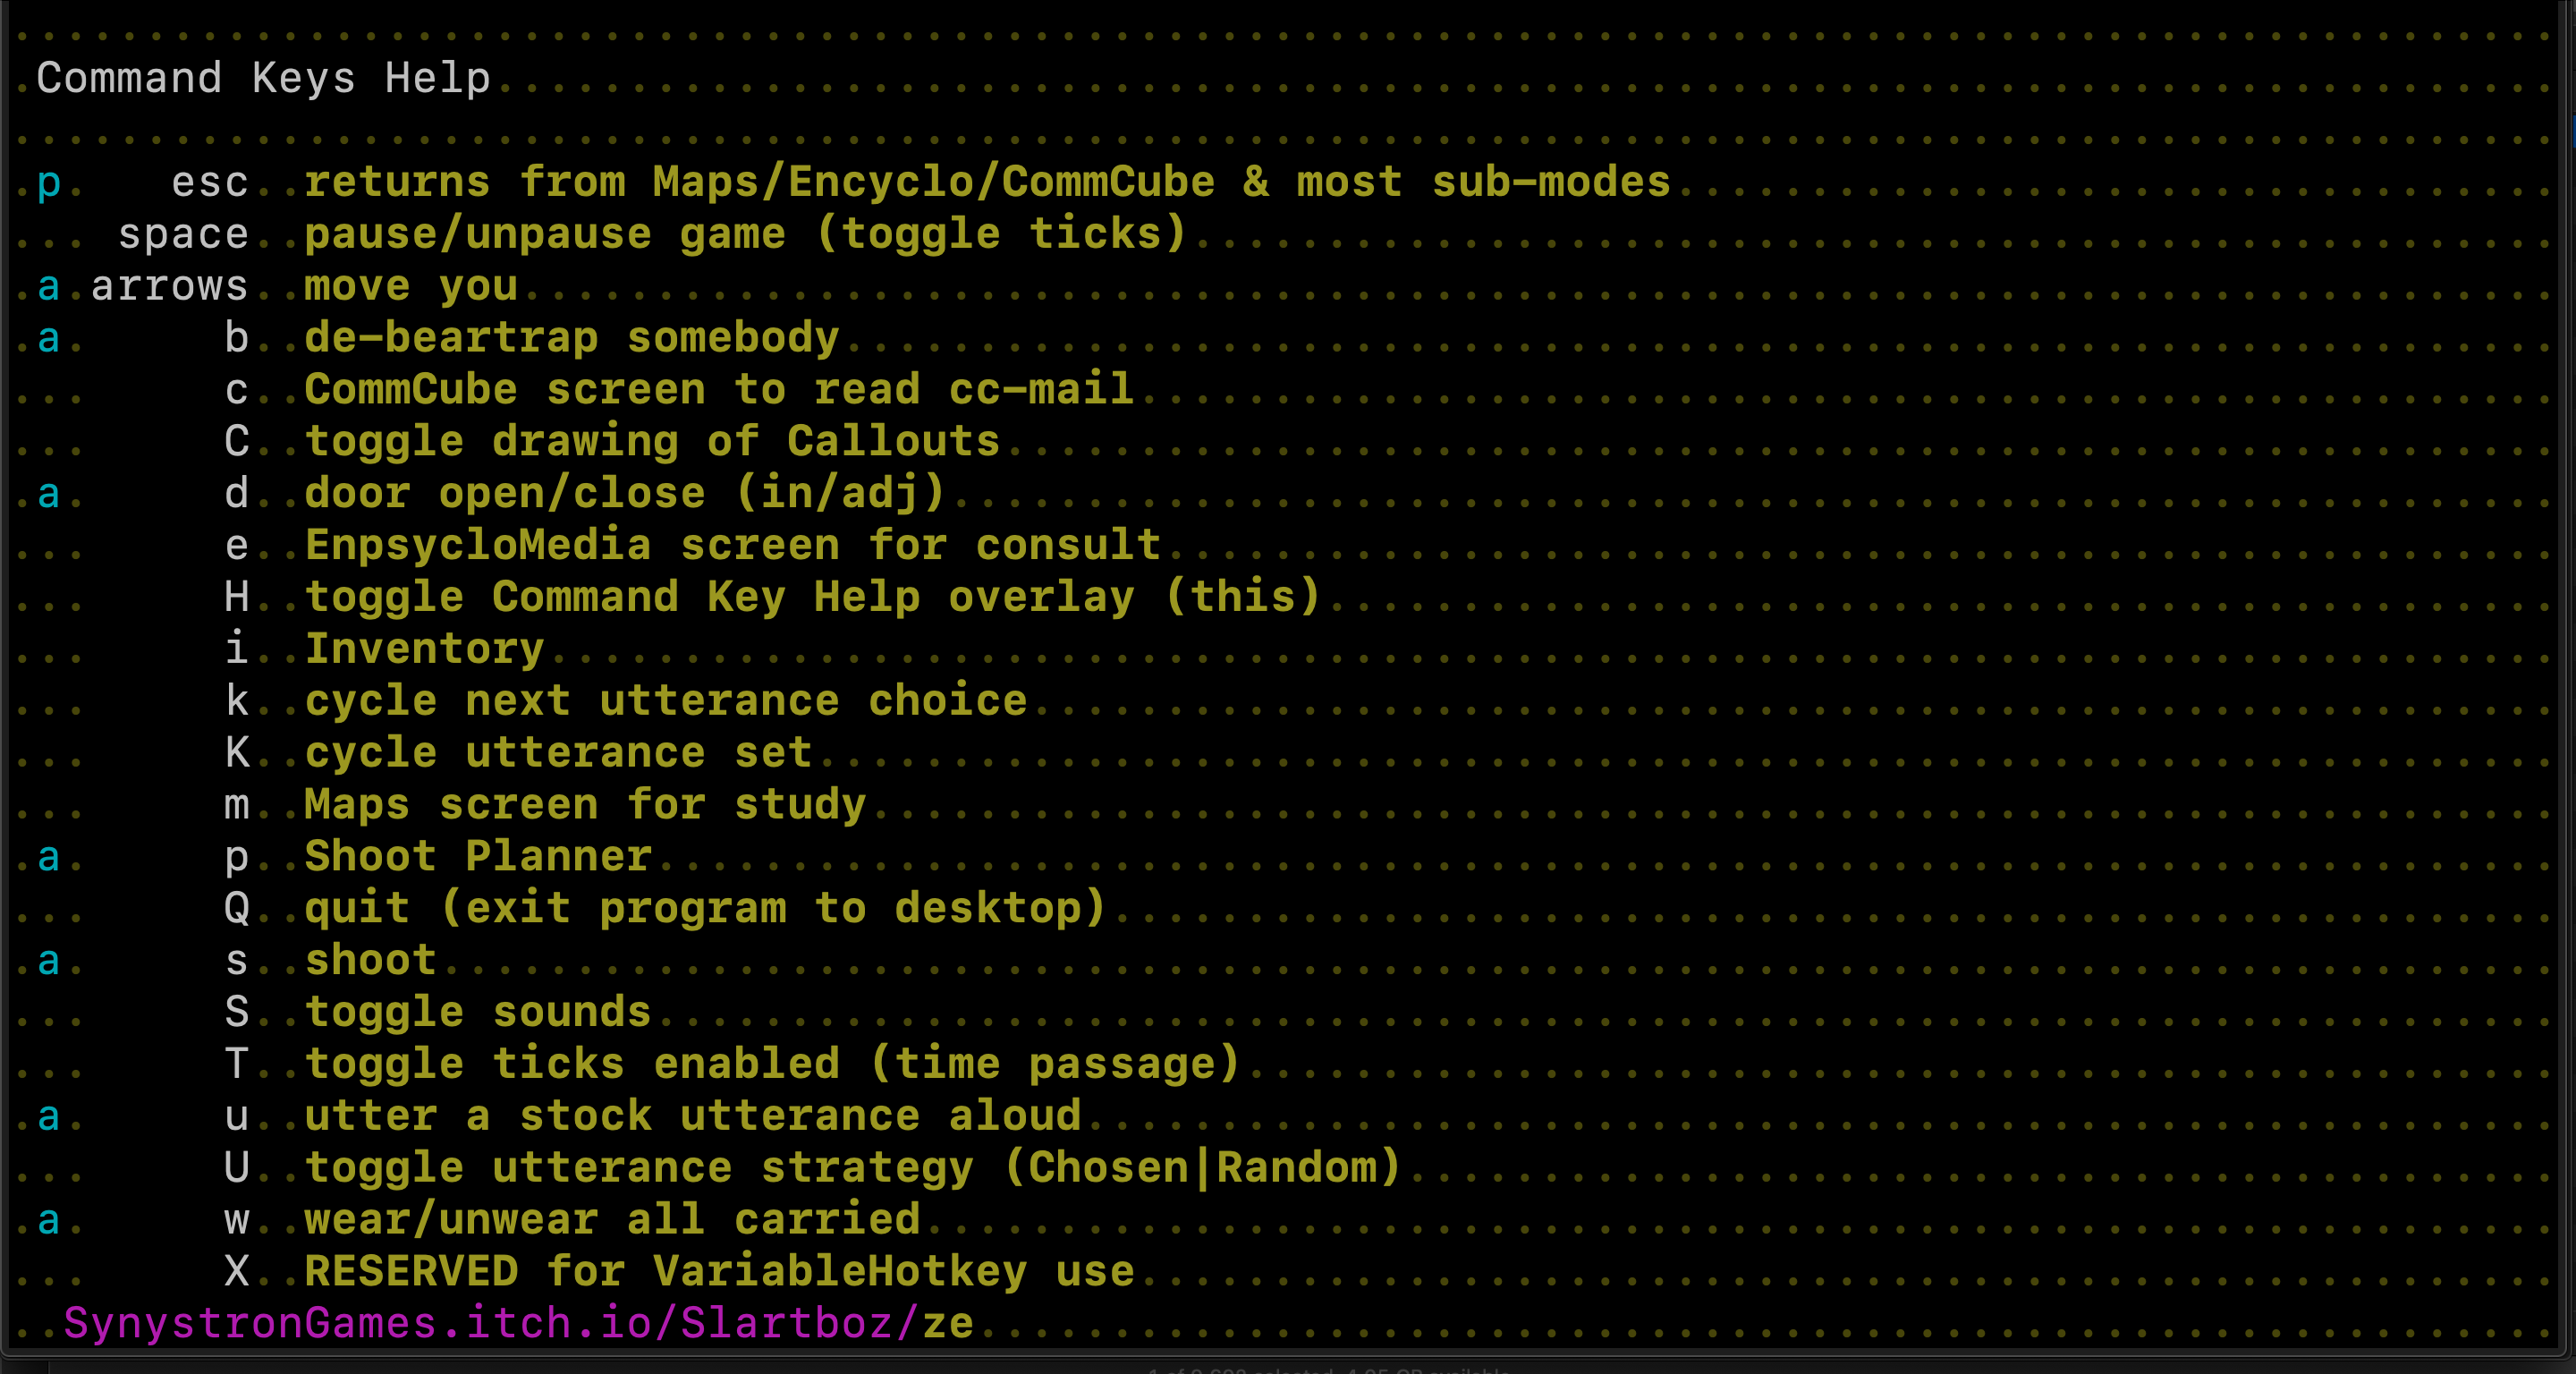 Command Keys Help
p esc returns from Maps/Encyclo/CommCube & most sub-modes
space pause/unpause game (toggle ticks)
a arrows move you
a b de-beartrap somebody
c CommCube screen to read cc-mail
C toggle drawing of Callouts
a d door open/close (in/adj)
e EnpsycloMedia screen for consult
H toggle Command Key Help overlay (this)
i Inventory
k cycle next utterance choice
K cycle utterance set
m Maps screen for study
a p Shoot Planner
Q quit (exit program to desktop)
a s shoot
S toggle sounds
T toggle ticks enabled (time passage)
a u utter a stock utterance aloud
U toggle utterance strategy (Chosen|Random)
a w wear/unwear all carried
X RESERVED for VariableHotkey use
SynystronGames.itch.io/Slartboz/ze